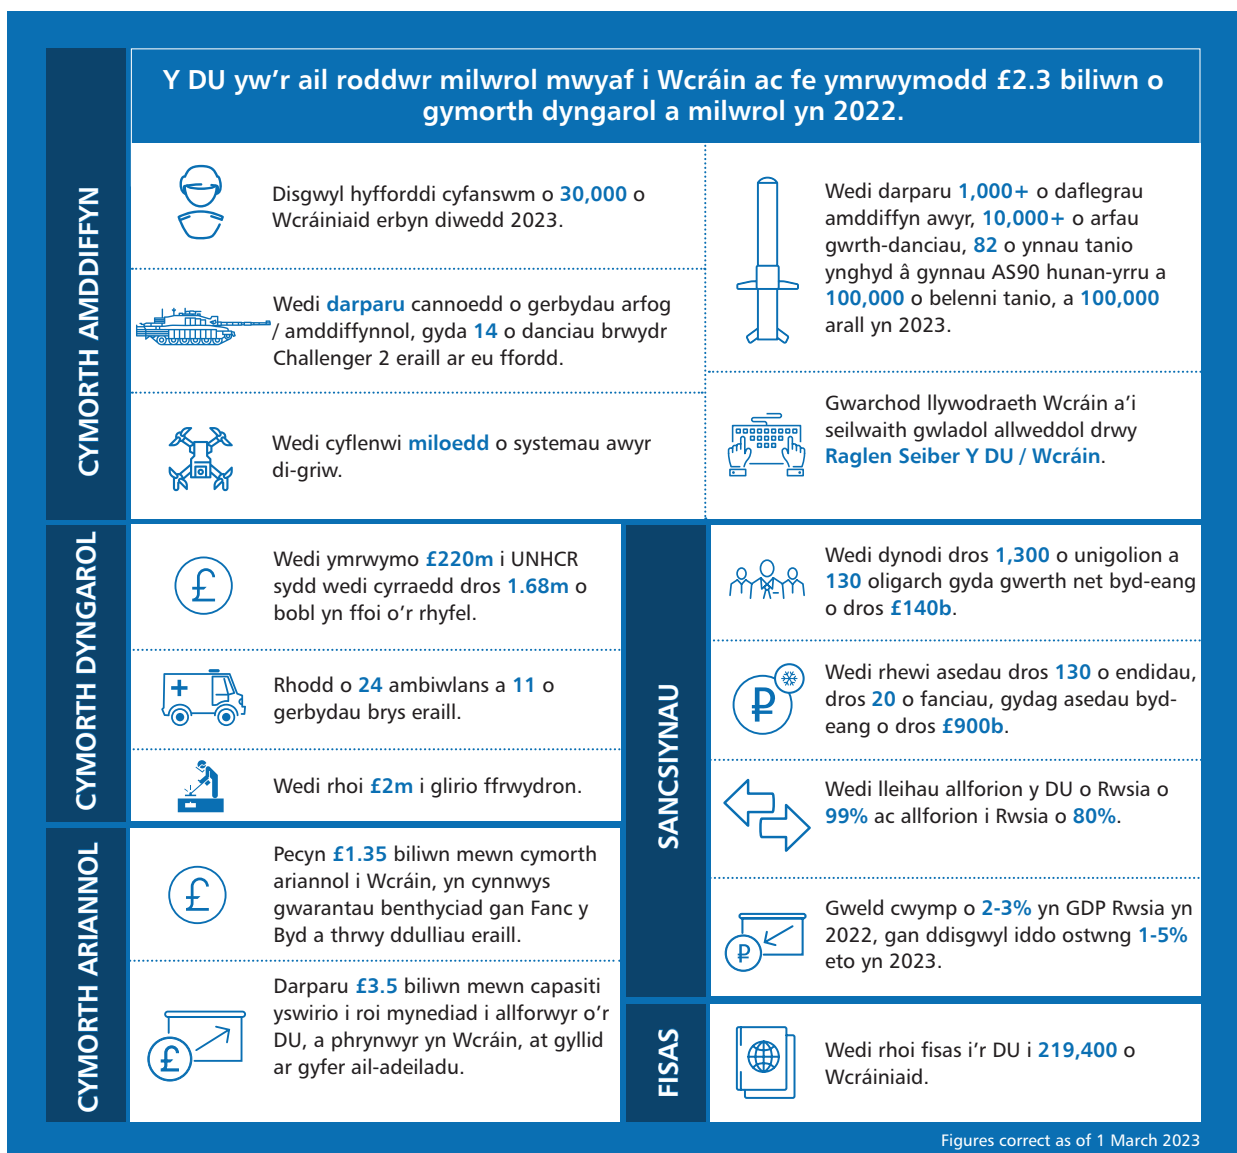 Y DU yw'r ail roddwr milwrol mwyaf i Wcráin ac fe ymrwymodd £2.3 biliwn o
gymorth dyngarol a milwrol yn 2022.
CYMORTH AMDDIFFYN
Disgwyl hyfforddi cyfanswm o 30,000 o
Wcráiniaid erbyn diwedd 2023.
Wedi darparu cannoedd o gerbydau arfog
/ amddiffynnol, gyda 14 o danciau brwydr
Challenger 2 eraill ar eu ffordd.
Wedi cyflenwi miloedd o systemau awyr
di-griw.
Wedi darparu 1,000+ o daflegrau
amddiffyn awyr, 10,000+ o arfau
gwrth-danciau, 82 o ynnau tanio
ynghyd â gynnau AS90 hunan-yrru a
100,000 o belenni tanio, a 100,000
arall yn 2023.
Gwarchod llywodraeth Wcráin a'i
seilwaith gwladol allweddol drwy
Raglen Seiber Y DU / Wcráin.
CYMORTH DYNGAROL
Wedi ymrwymo £220m i UNHCR
sydd wedi cyrraedd dros 1.68m o
bobl yn ffoi o'r rhyfel.
Rhodd o 24 ambiwlans a 11 o
gerbydau brys eraill.
Wedi rhoi £2m i glirio ffrwydron.
CYMORTH ARIANNOL
Pecyn £1.35 biliwn mewn cymorth
ariannol i Wcráin, yn cynnwys
gwarantau benthyciad gan Fanc y
Byd a thrwy ddulliau eraill.
Darparu £3.5 biliwn mewn capasiti
yswirio i roi mynediad i allforwyr o'r
DU, a phrynwyr yn Wcráin, at gyllid
ar gyfer ail-adeiladu.
SANCSIYNAU
Wedi dynodi dros 1,300 o unigolion a
130 oligarch gyda gwerth net byd-eang
o dros £140b.
Wedi rhewi asedau dros 130 o endidau,
dros 20 o fanciau, gydag asedau byd-
eang o dros £900b.
Wedi lleihau allforion y DU o Rwsia o
99% ac allforion i Rwsia o 80%.
Gweld cwymp o 2-3% yn GDP Rwsia yn
2022, gan ddisgwyl iddo ostwng 1-5%
eto yn 2023.
FISAS
Wedi rhoi fisas i'r DU i 219,400 o
Wcráiniaid.
Figures correct as of 1 March 2023